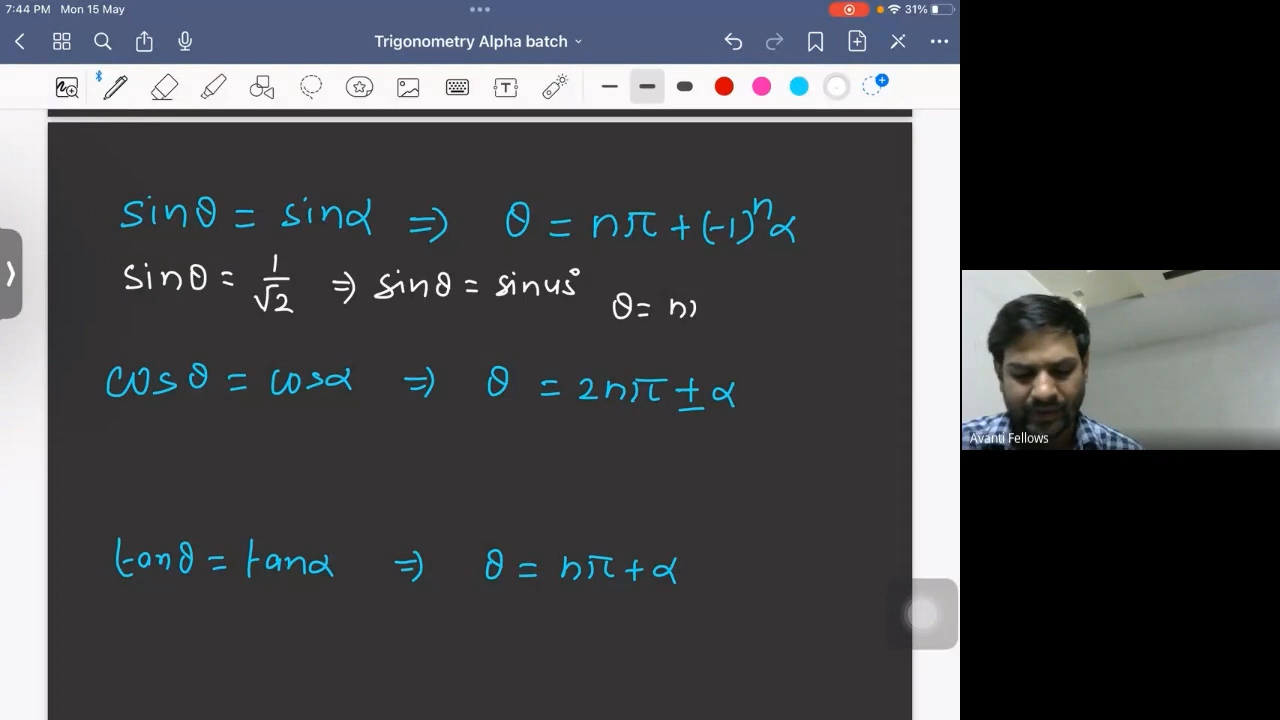 7:44 PM Mon 15 May
31%
Trigonometry Alpha batch
sinθ = sinα ⇒ θ = nπ + (-1)ⁿα
sinθ = 1/√2 ⇒ sinθ = sin45° θ = nπ
cosθ = cosα ⇒ θ = 2nπ ± α
tanθ = tanα ⇒ θ = nπ + α
Avanti Fellows